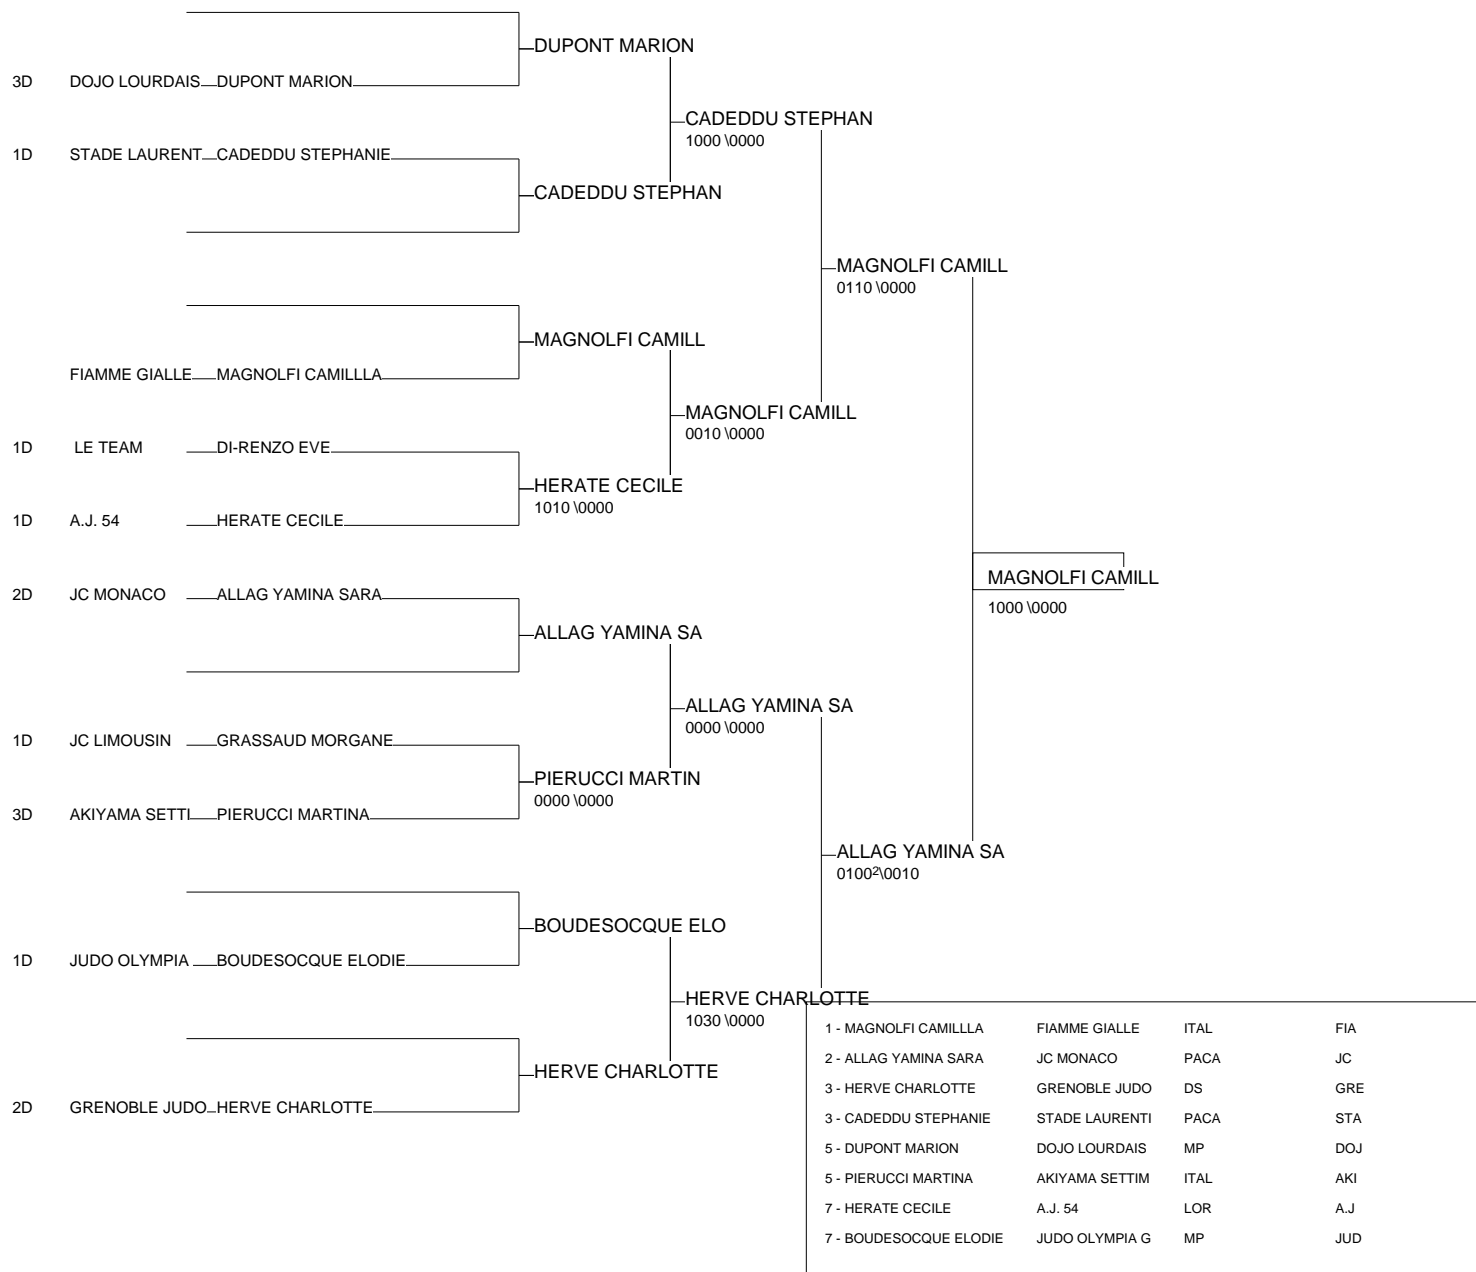 DUPONT MARION
3D DOJO LOURDAIS DUPONT MARION
CADEDDU STEPHAN
1000 \0000
1D STADE LAURENT CADEDDU STEPHANIE
CADEDDU STEPHAN
MAGNOLFI CAMILL
0110 \0000
MAGNOLFI CAMILL
FIAMME GIALLE MAGNOLFI CAMILLLA
MAGNOLFI CAMILL
0010 \0000
1D LE TEAM DI-RENZO EVE
HERATE CECILE
1010 \0000
1D A.J. 54 HERATE CECILE
MAGNOLFI CAMILL
1000 \0000
2D JC MONACO ALLAG YAMINA SARA
ALLAG YAMINA SA
ALLAG YAMINA SA
0000 \0000
1D JC LIMOUSIN GRASSAUD MORGANE
PIERUCCI MARTIN
0000 \0000
3D AKIYAMA SETTI PIERUCCI MARTINA
ALLAG YAMINA SA
0100²\0010
BOUDESOCQUE ELO
1D JUDO OLYMPIA BOUDESOCQUE ELODIE
HERVE CHARLOTTE
1030 \0000
HERVE CHARLOTTE
2D GRENOBLE JUDO HERVE CHARLOTTE
1 - MAGNOLFI CAMILLLA FIAMME GIALLE ITAL FIA
2 - ALLAG YAMINA SARA JC MONACO PACA JC
3 - HERVE CHARLOTTE GRENOBLE JUDO DS GRE
3 - CADEDDU STEPHANIE STADE LAURENTI PACA STA
5 - DUPONT MARION DOJO LOURDAIS MP DOJ
5 - PIERUCCI MARTINA AKIYAMA SETTIM ITAL AKI
7 - HERATE CECILE A.J. 54 LOR A.J
7 - BOUDESOCQUE ELODIE JUDO OLYMPIA G MP JUD